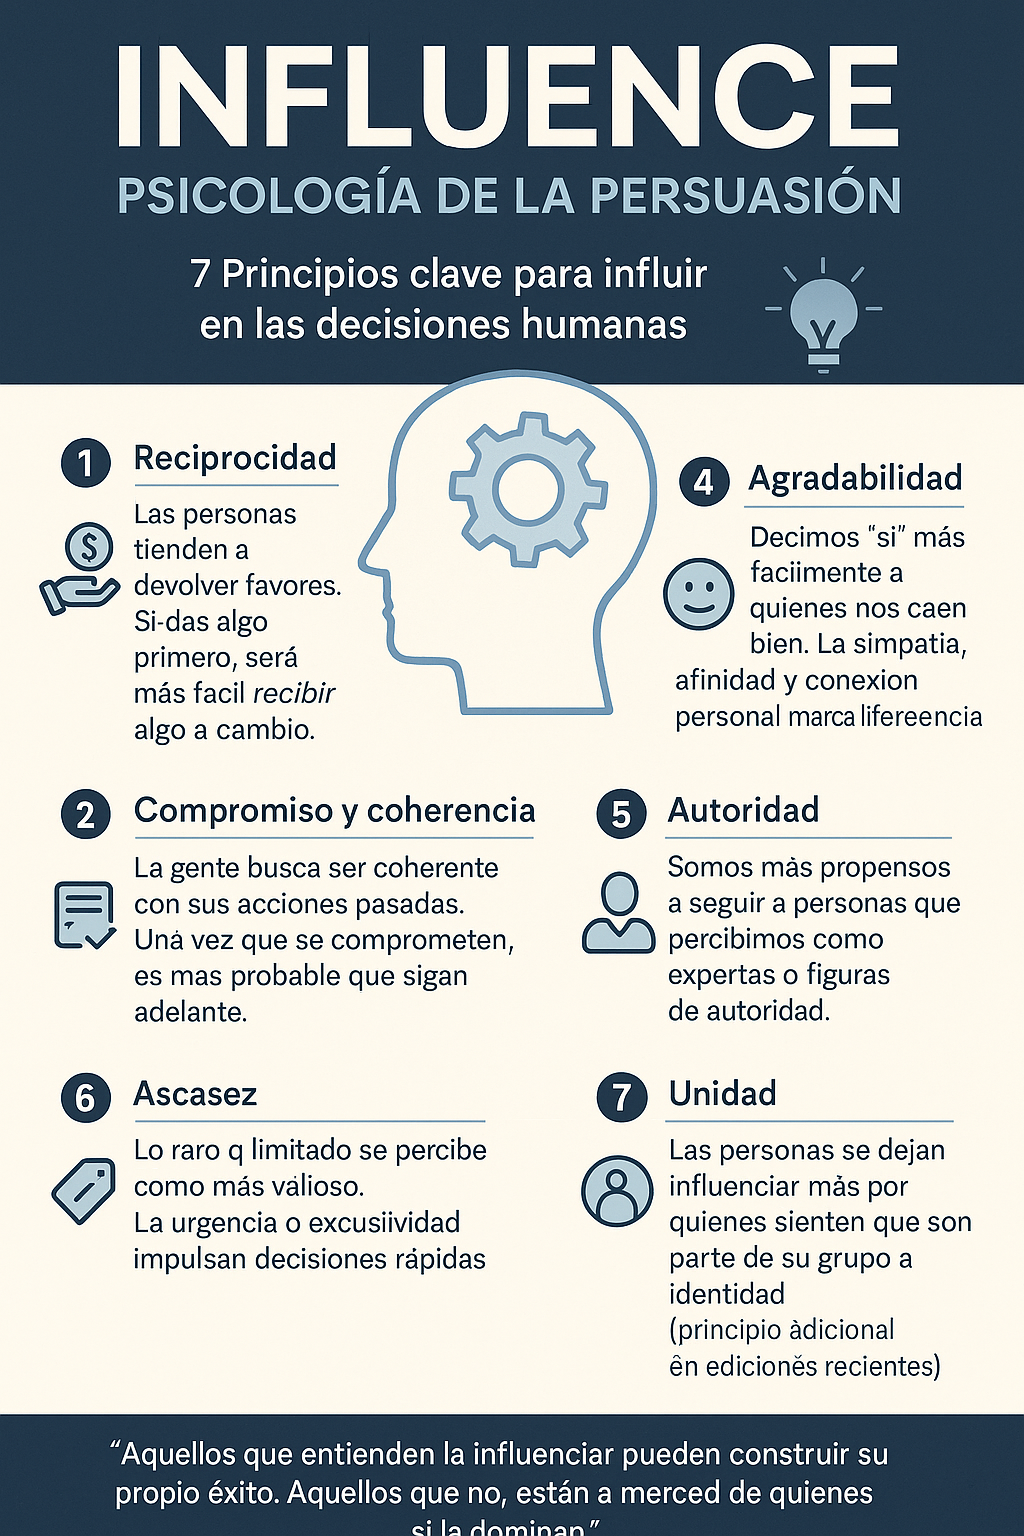 INFLUENCE
PSICOLOGÍA DE LA PERSUASIÓN
7 Principios clave para influir
en las decisiones humanas
1 Reciprocidad
Las personas
tienden a
devolver favores.
Si-das algo
primero, será
más facil recibir
algo a cambio.
4 Agradabilidad
Decimos “si” más
faciimente a
quienes nos caen
bien. La simpatia,
afinidad y conexion
personal marca lifereencia
2 Compromiso y coherencia
La gente busca ser coherente
con sus acciones pasadas.
Unȧ vez que se comprometen,
es mas probable que sigan
adelante.
5 Autoridad
Somos màs propensos
a seguir a personas que
percibimos como
expertas o figuras
de autoridad.
6 Ascasez
Lo raro q limitado se percibe
como más válioso.
La urgencia o excusiividad
impulsan decisiones rápidas
7 Unidad
Las personas se dejan
influenciar màs por
quienes sienten que son
parte de su grupo a
identidad
(principio àdicional
ên edicionĕs recientes)
“Aquellos que entienden la influenciar pueden construir su
propio éxito. Aquellos que no, están a merced de quienes
si la dominan.”